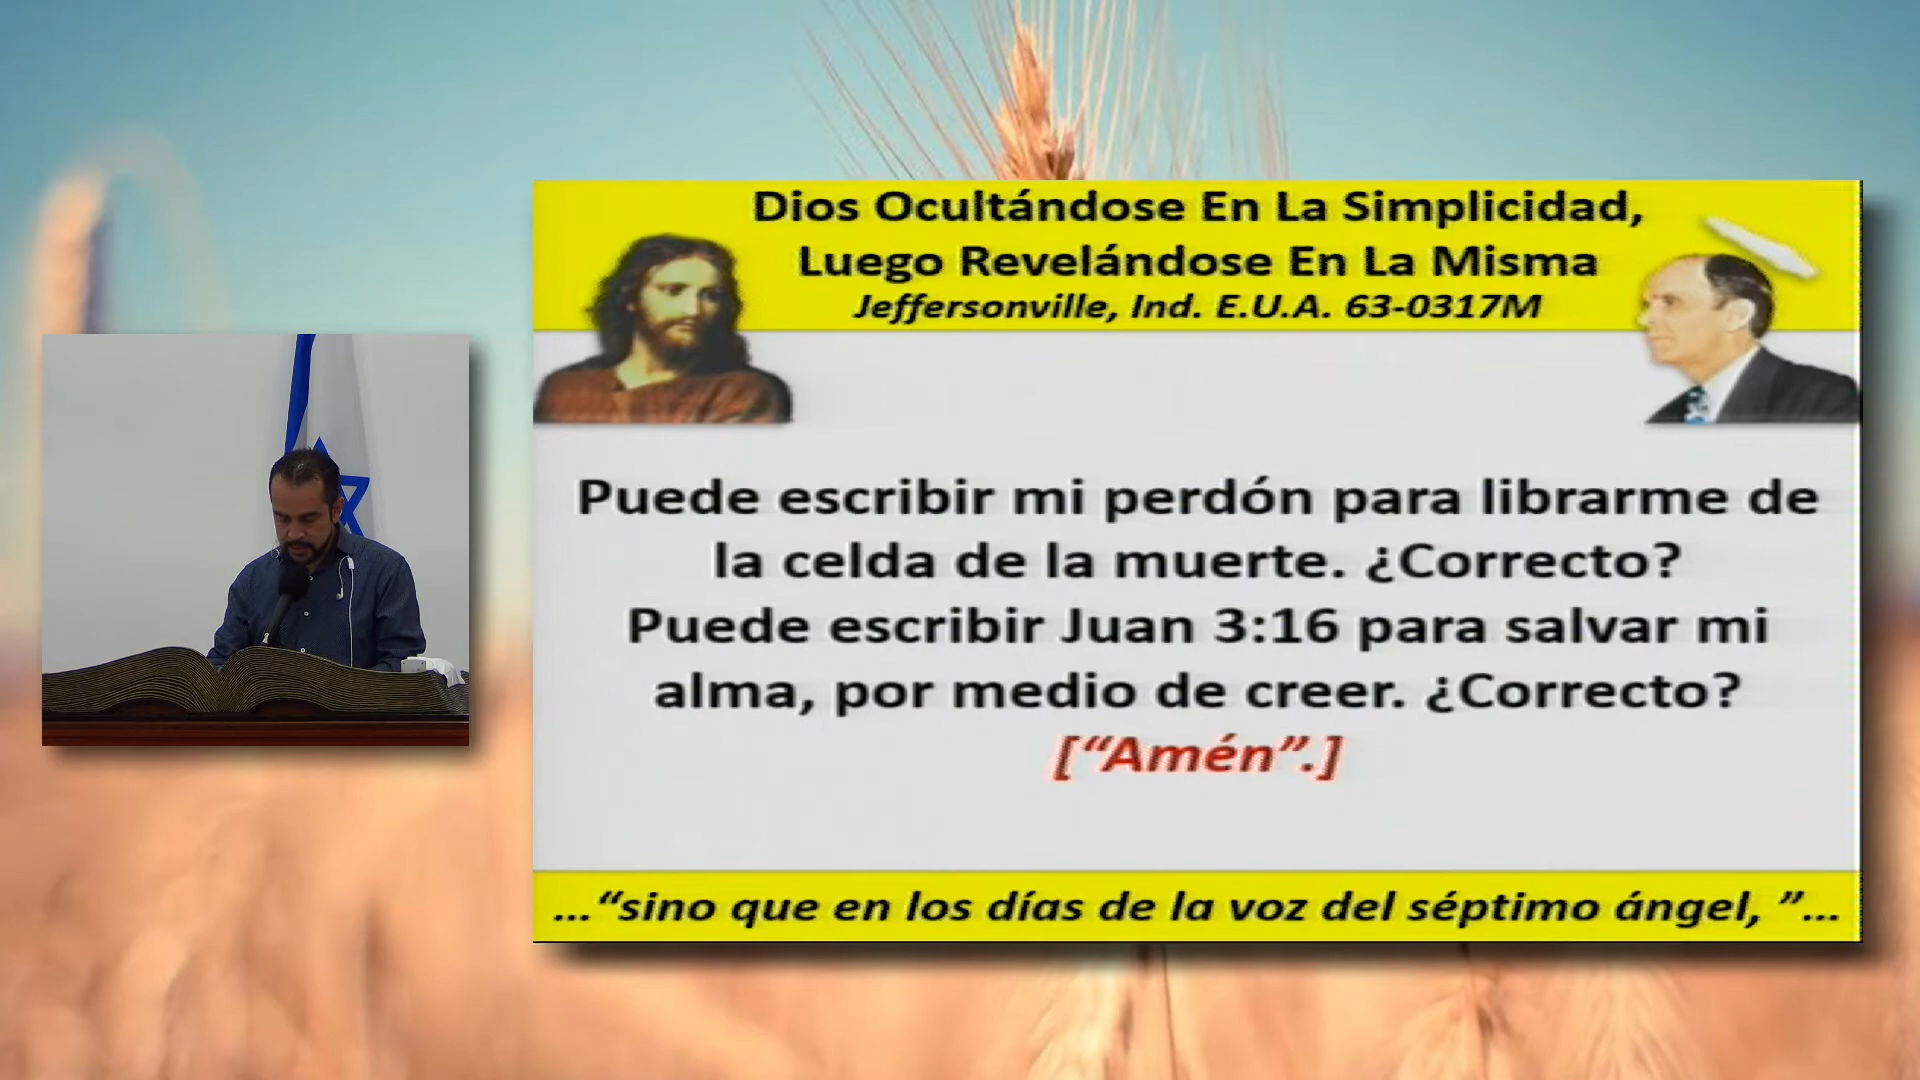 Dios Ocultándose En La Simplicidad,
Luego Revelándose En La Misma
Jeffersonville, Ind. E.U.A. 63-0317M
Puede escribir mi perdón para librarme de
la celda de la muerte. ¿Correcto?
Puede escribir Juan 3:16 para salvar mi
alma, por medio de creer. ¿Correcto?
[“Amén”.]
...“sino que en los días de la voz del séptimo ángel, ”...